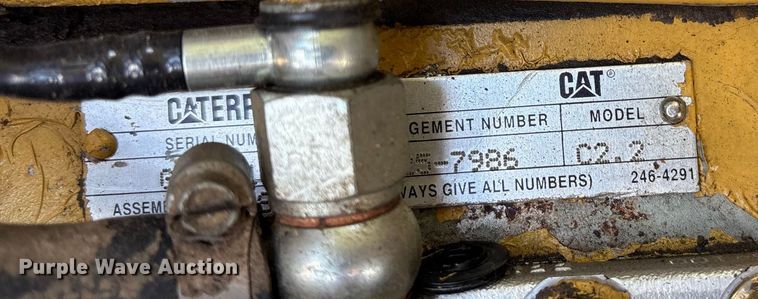 CATERP CAT®
SERIAL NUM GEMENT NUMBER MODEL
-7986 C2.2
ASSEM WAYS GIVE ALL NUMBERS) 246-4291
Purple Wave Auction